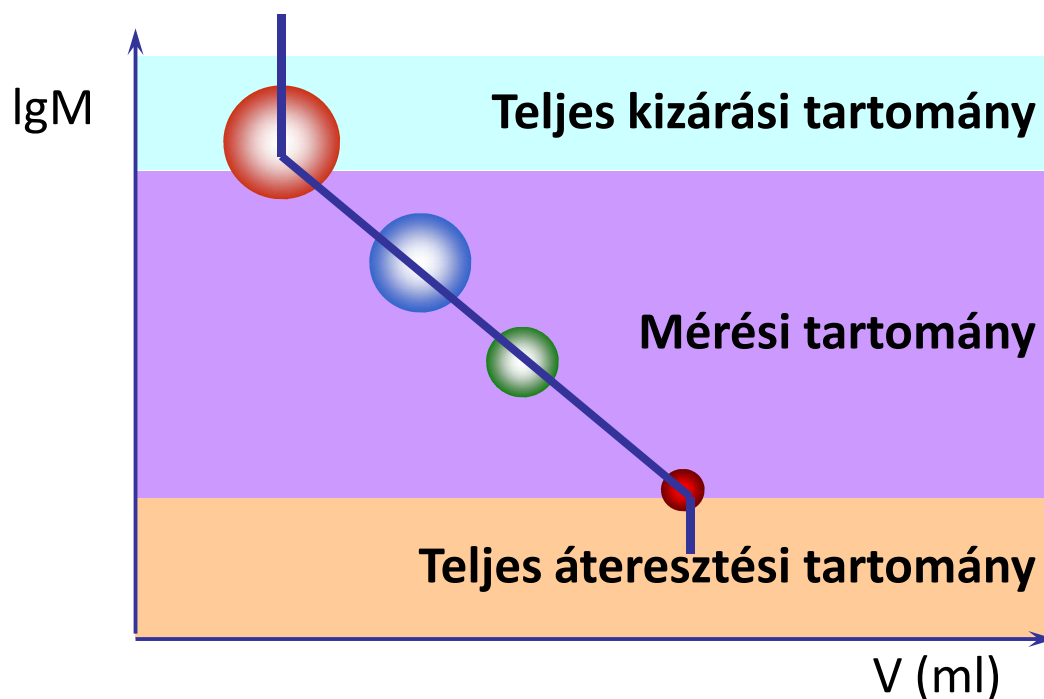 lgM
Teljes kizárási tartomány
Mérési tartomány
Teljes áteresztési tartomány
V (ml)